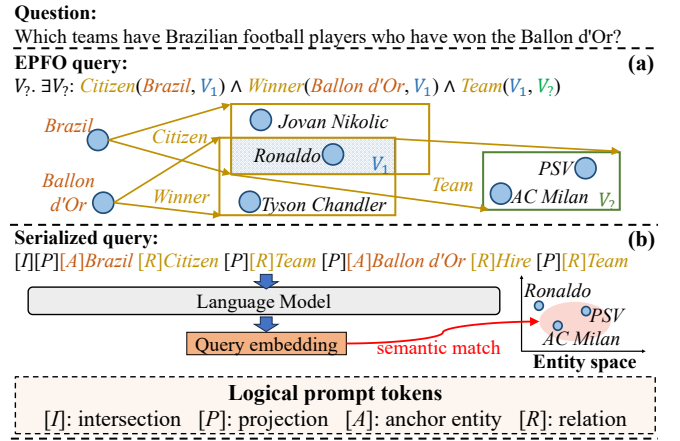 Question:
Which teams have Brazilian football players who have won the Ballon d'Or?
EPFO query:
(a)
V?. ∃V?: Citizen(Brazil, V1) ∧ Winner(Ballon d'Or, V1) ∧ Team(V1, V?)
Brazil
Citizen
Jovan Nikolic
Ronaldo
V1
PSV
Ballon
d'Or
Winner
Tyson Chandler
Team
AC Milan
V?
Serialized query:
(b)
[I][P][A]Brazil [R]Citizen [P][R]Team [P][A]Ballon d'Or [R]Hire [P][R]Team
Language Model
Query embedding
semantic match
Ronaldo
PSV
AC Milan
Entity space
Logical prompt tokens
[I]: intersection [P]: projection [A]: anchor entity [R]: relation